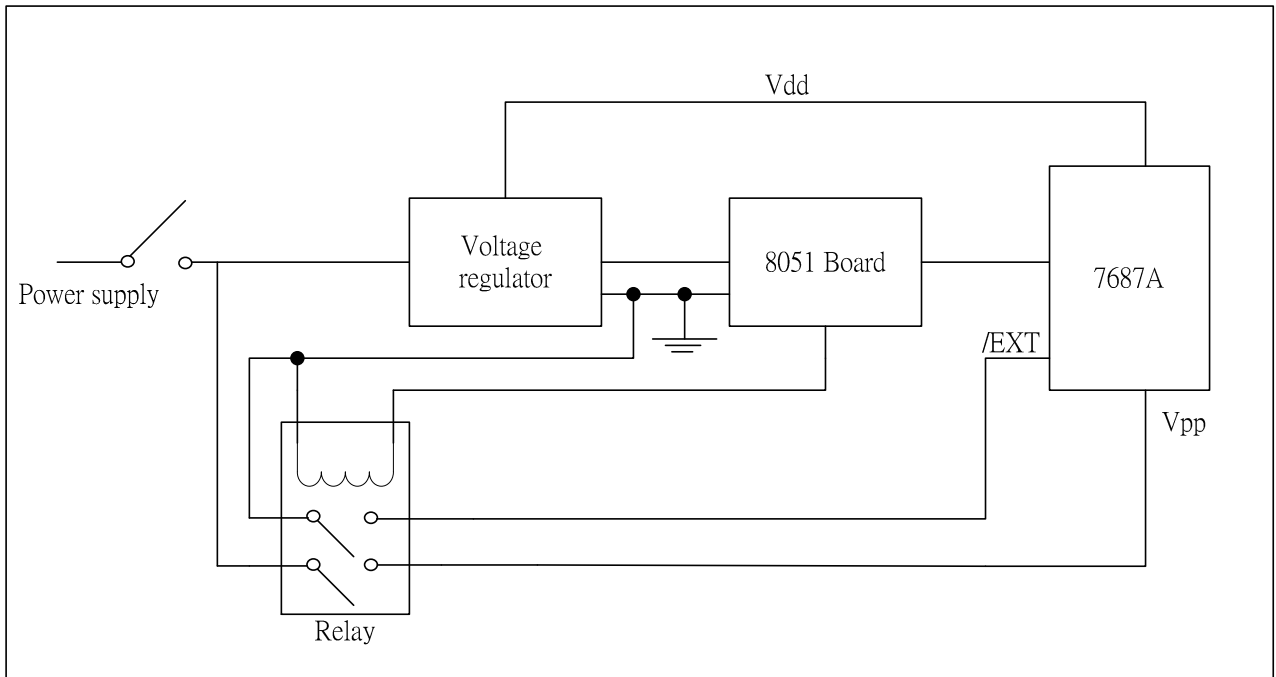 Vdd
Voltage
regulator
8051 Board
7687A
Power supply
/EXT
Vpp
Relay